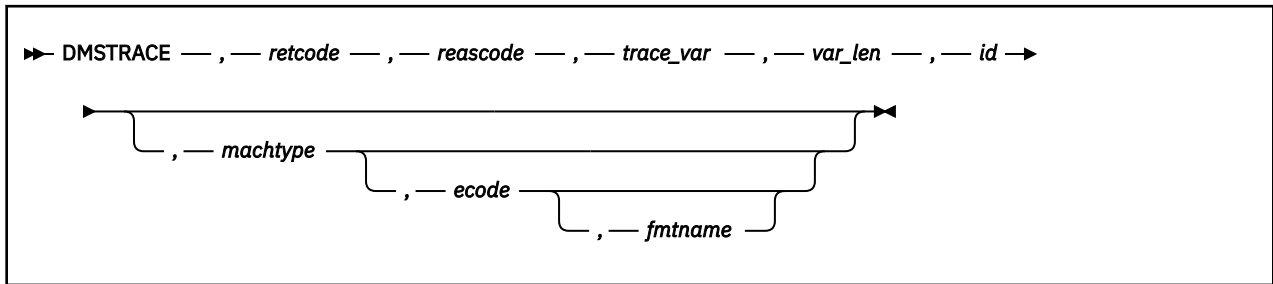 DMSTRACE , retcode , reascode , trace_var , var_len , id
, machtype
, ecode
, fmtname